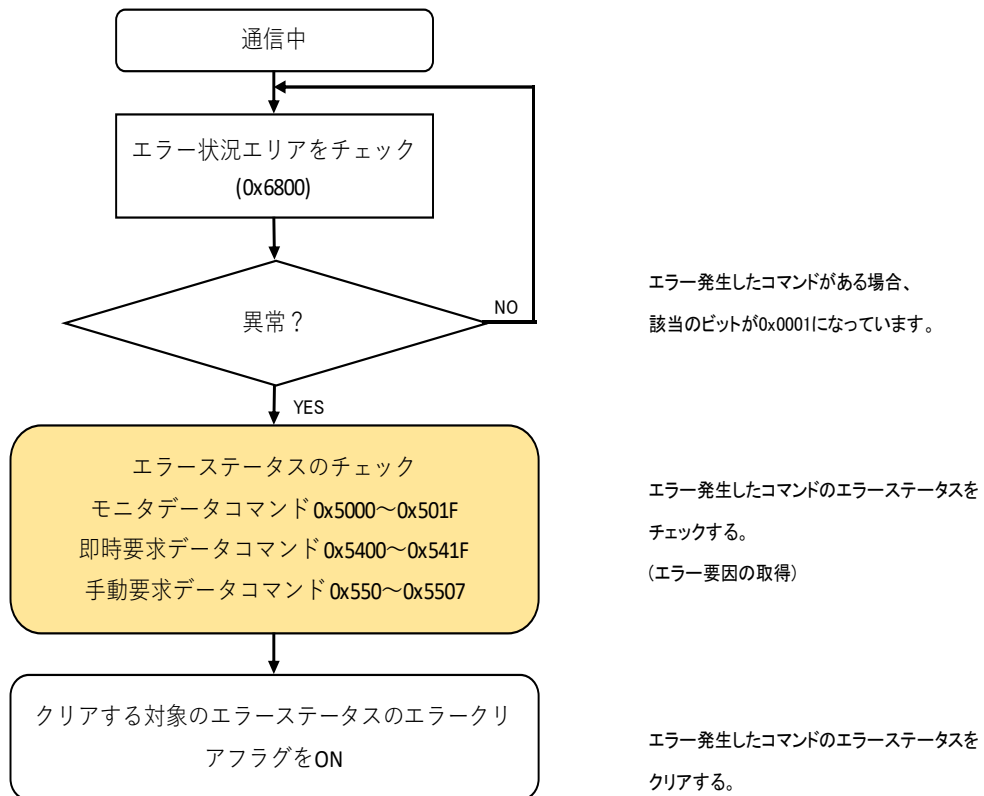 通信中
エラー状況エリアをチェック
(0x6800)
異常？
NO
エラー発生したコマンドがある場合、
該当のビットが0x0001になっています。
YES
エラーステータスのチェック
モニタデータコマンド0x5000～0x501F
即時要求データコマンド0x5400～0x541F
手動要求データコマンド0x550～0x5507
エラー発生したコマンドのエラーステータスを
チェックする。
(エラー要因の取得)
クリアする対象のエラーステータスのエラークリ
アフラグをON
エラー発生したコマンドのエラーステータスを
クリアする。